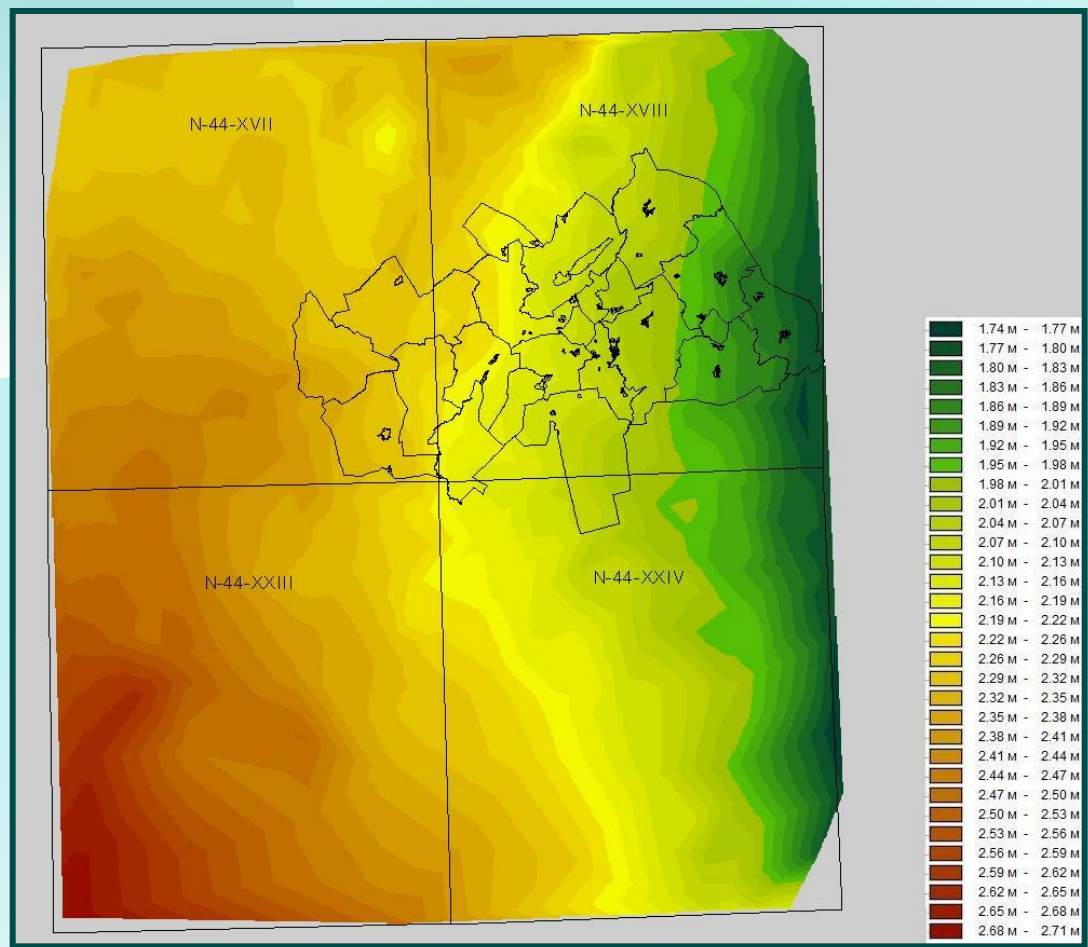 N-44-XVII
N-44-XVIII
N-44-XXIII
N-44-XXIV
1.74 м - 1.77 м
1.77 м - 1.80 м
1.80 м - 1.83 м
1.83 м - 1.86 м
1.86 м - 1.89 м
1.89 м - 1.92 м
1.92 м - 1.95 м
1.95 м - 1.98 м
1.98 м - 2.01 м
2.01 м - 2.04 м
2.04 м - 2.07 м
2.07 м - 2.10 м
2.10 м - 2.13 м
2.13 м - 2.16 м
2.16 м - 2.19 м
2.19 м - 2.22 м
2.22 м - 2.26 м
2.26 м - 2.29 м
2.29 м - 2.32 м
2.32 м - 2.35 м
2.35 м - 2.38 м
2.38 м - 2.41 м
2.41 м - 2.44 м
2.44 м - 2.47 м
2.47 м - 2.50 м
2.50 м - 2.53 м
2.53 м - 2.56 м
2.56 м - 2.59 м
2.59 м - 2.62 м
2.62 м - 2.65 м
2.65 м - 2.68 м
2.68 м - 2.71 м